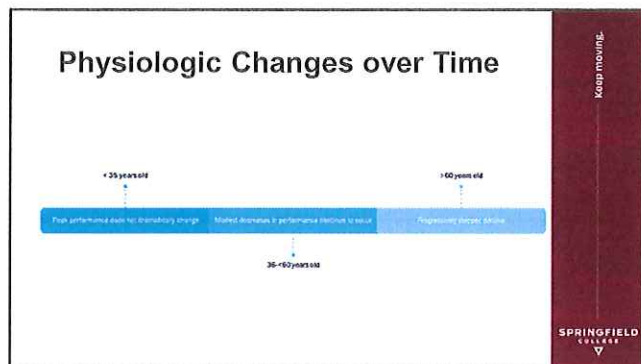 Physiologic Changes over Time
Keep moving.
< 35 years old
>60 years old
Peak performance does not dramatically change
Modest decreases in performance continue to occur
Progressively steeper decline
35-<60 years old
SPRINGFIELD
COLLEGE